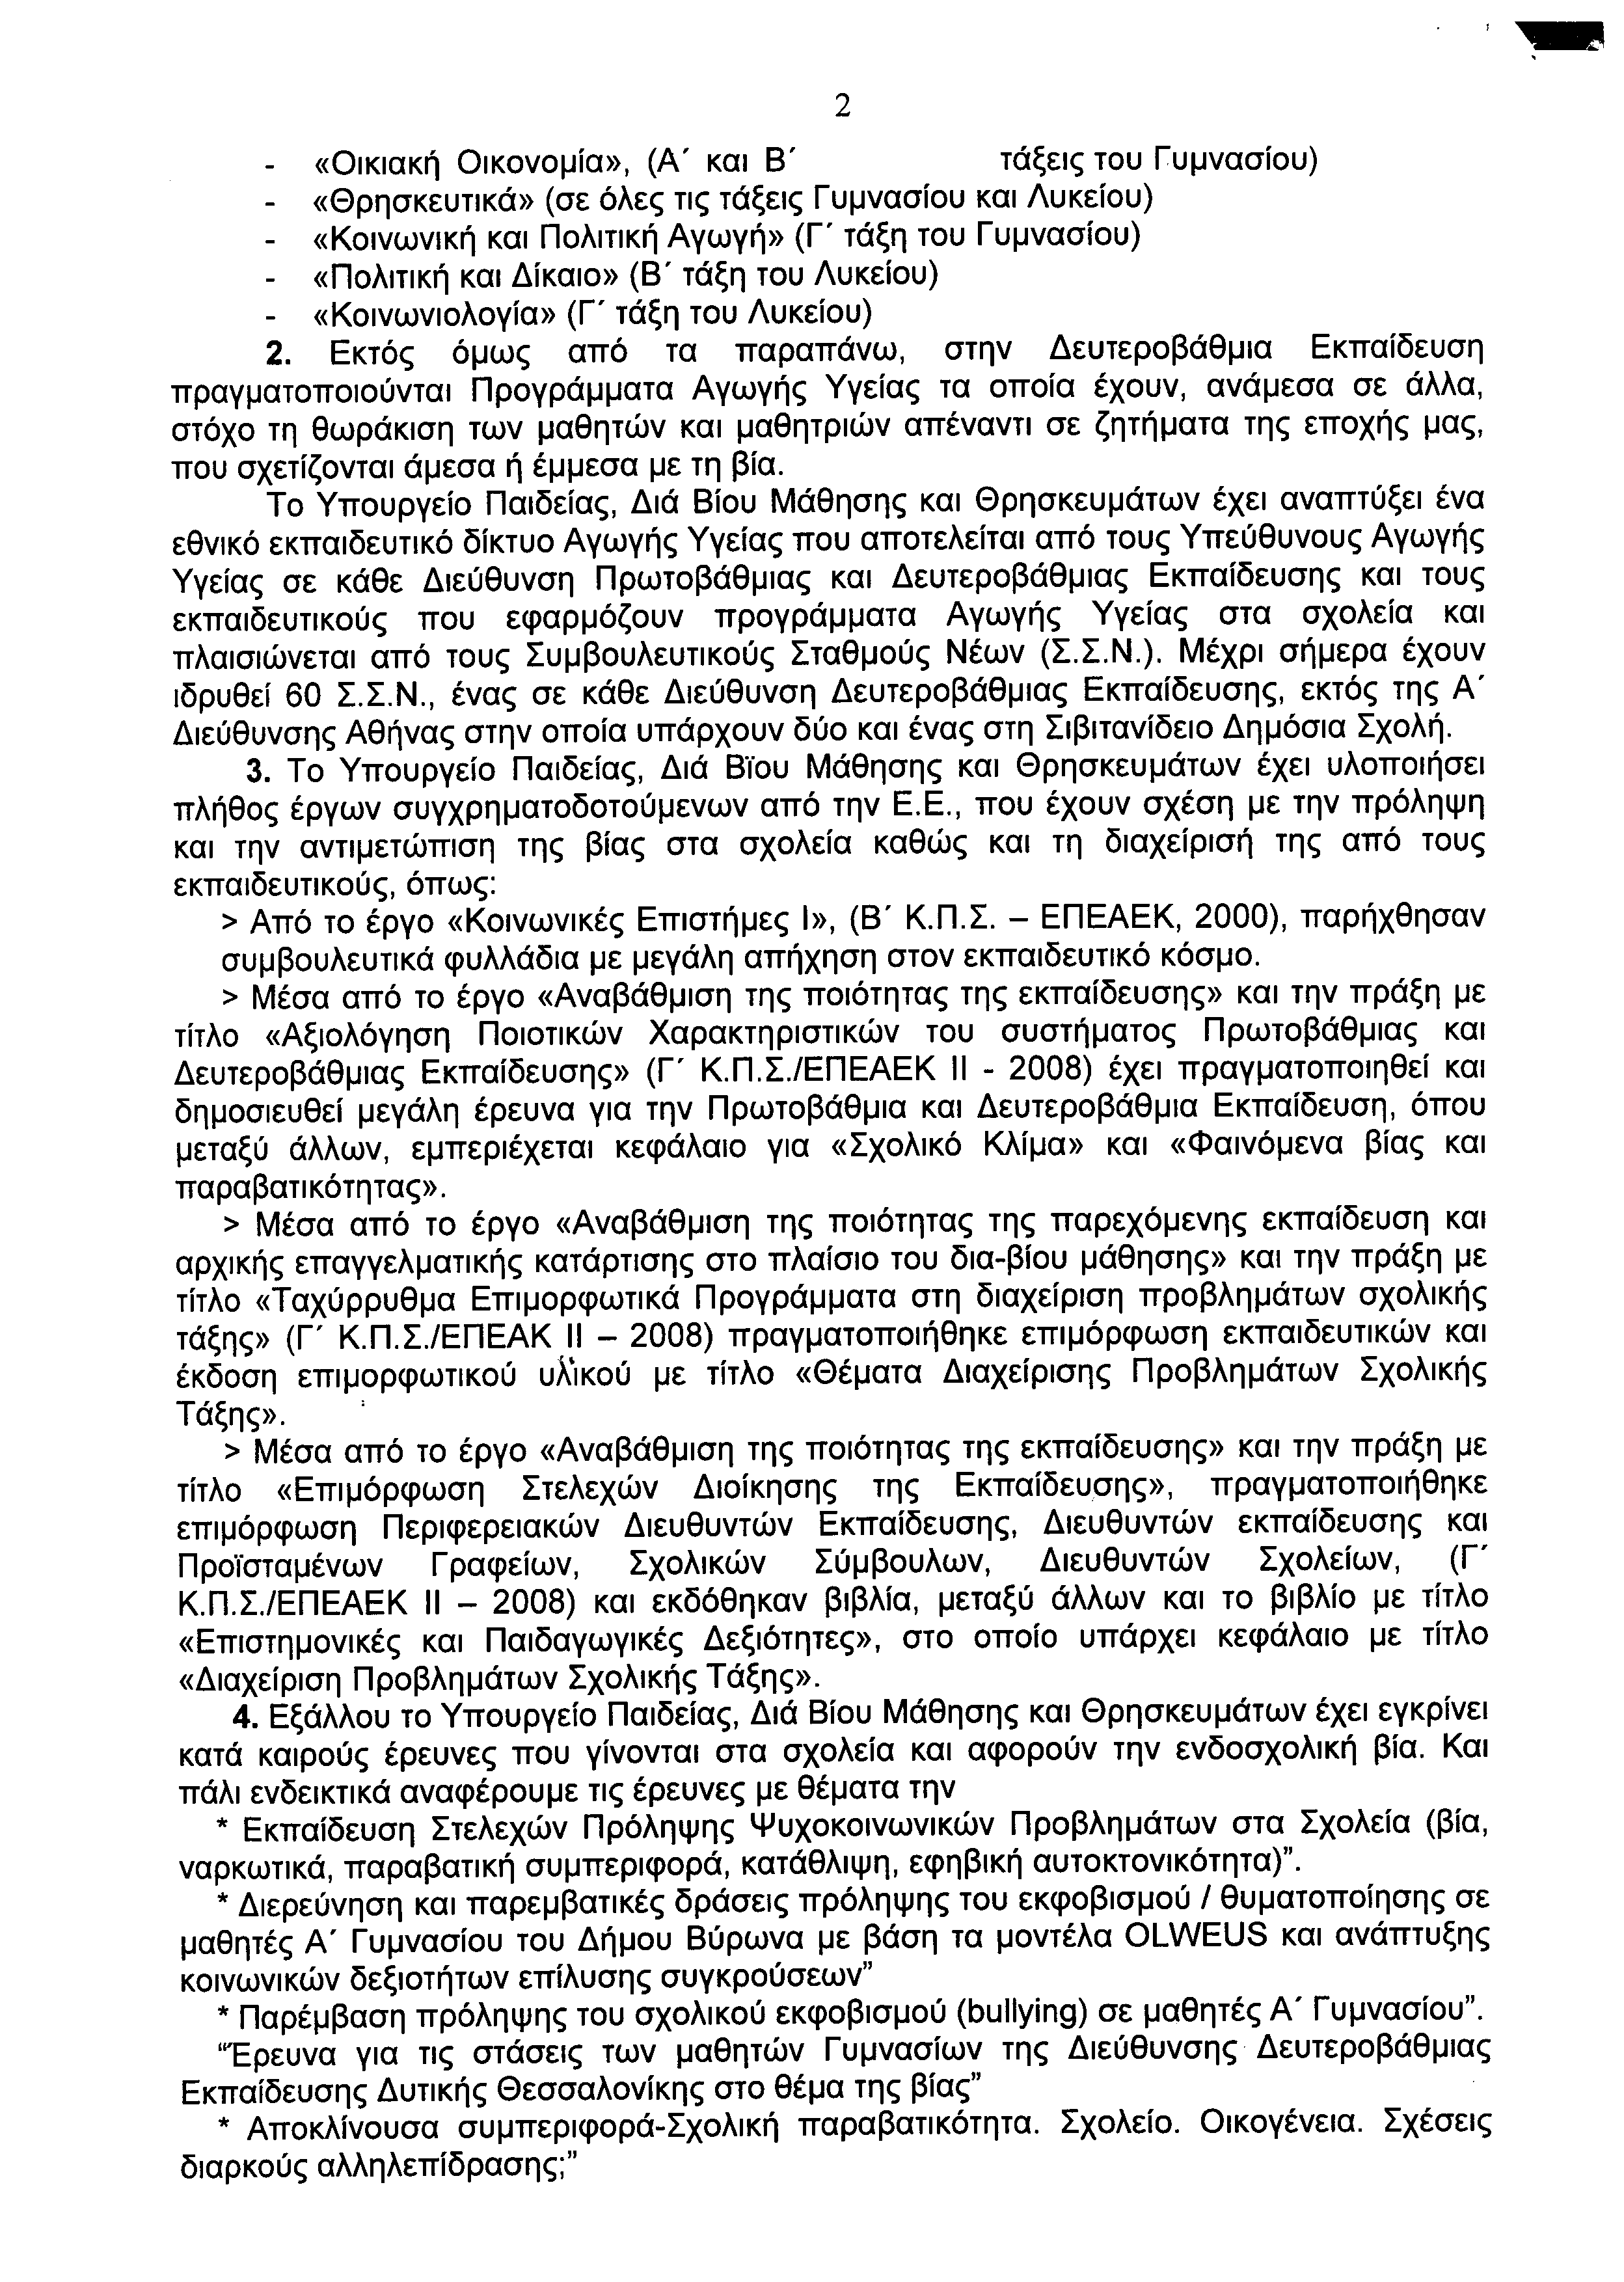 2
- «Οικιακή Οικονομία», (Α΄ και Β΄ τάξεις του Γυμνασίου)
- «Θρησκευτικά» (σε όλες τις τάξεις Γυμνασίου και Λυκείου)
- «Κοινωνική και Πολιτική Αγωγή» (Γ΄ τάξη του Γυμνασίου)
- «Πολιτική και Δίκαιο» (Β΄ τάξη του Λυκείου)
- «Κοινωνιολογία» (Γ΄ τάξη του Λυκείου)
2. Εκτός όμως από τα παραπάνω, στην Δευτεροβάθμια Εκπαίδευση
πραγματοποιούνται Προγράμματα Αγωγής Υγείας τα οποία έχουν, ανάμεσα σε άλλα,
στόχο τη θωράκιση των μαθητών και μαθητριών απέναντι σε ζητήματα της εποχής μας,
που σχετίζονται άμεσα ή έμμεσα με τη βία.
Το Υπουργείο Παιδείας, Διά Βίου Μάθησης και Θρησκευμάτων έχει αναπτύξει ένα
εθνικό εκπαιδευτικό δίκτυο Αγωγής Υγείας που αποτελείται από τους Υπεύθυνους Αγωγής
Υγείας σε κάθε Διεύθυνση Πρωτοβάθμιας και Δευτεροβάθμιας Εκπαίδευσης και τους
εκπαιδευτικούς που εφαρμόζουν προγράμματα Αγωγής Υγείας στα σχολεία και
πλαισιώνεται από τους Συμβουλευτικούς Σταθμούς Νέων (Σ.Σ.Ν.). Μέχρι σήμερα έχουν
ιδρυθεί 60 Σ.Σ.Ν., ένας σε κάθε Διεύθυνση Δευτεροβάθμιας Εκπαίδευσης, εκτός της Α΄
Διεύθυνσης Αθήνας στην οποία υπάρχουν δύο και ένας στη Σιβιτανίδειο Δημόσια Σχολή.
3. Το Υπουργείο Παιδείας, Διά Βϊου Μάθησης και Θρησκευμάτων έχει υλοποιήσει
πλήθος έργων συγχρηματοδοτούμενων από την Ε.Ε., που έχουν σχέση με την πρόληψη
και την αντιμετώπιση της βίας στα σχολεία καθώς και τη διαχείρισή της από τους
εκπαιδευτικούς, όπως:
> Από το έργο «Κοινωνικές Επιστήμες Ι», (Β΄ Κ.Π.Σ. – ΕΠΕΑΕΚ, 2000), παρήχθησαν
συμβουλευτικά φυλλάδια με μεγάλη απήχηση στον εκπαιδευτικό κόσμο.
> Μέσα από το έργο «Αναβάθμιση της ποιότητας της εκπαίδευσης» και την πράξη με
τίτλο «Αξιολόγηση Ποιοτικών Χαρακτηριστικών του συστήματος Πρωτοβάθμιας και
Δευτεροβάθμιας Εκπαίδευσης» (Γ΄ Κ.Π.Σ./ΕΠΕΑΕΚ ΙΙ - 2008) έχει πραγματοποιηθεί και
δημοσιευθεί μεγάλη έρευνα για την Πρωτοβάθμια και Δευτεροβάθμια Εκπαίδευση, όπου
μεταξύ άλλων, εμπεριέχεται κεφάλαιο για «Σχολικό Κλίμα» και «Φαινόμενα βίας και
παραβατικότητας».
> Μέσα από το έργο «Αναβάθμιση της ποιότητας της παρεχόμενης εκπαίδευση και
αρχικής επαγγελματικής κατάρτισης στο πλαίσιο του δια-βίου μάθησης» και την πράξη με
τίτλο «Ταχύρρυθμα Επιμορφωτικά Προγράμματα στη διαχείριση προβλημάτων σχολικής
τάξης» (Γ΄ Κ.Π.Σ./ΕΠΕΑΚ ΙΙ – 2008) πραγματοποιήθηκε επιμόρφωση εκπαιδευτικών και
έκδοση επιμορφωτικού υλικού με τίτλο «Θέματα Διαχείρισης Προβλημάτων Σχολικής
Τάξης».
> Μέσα από το έργο «Αναβάθμιση της ποιότητας της εκπαίδευσης» και την πράξη με
τίτλο «Επιμόρφωση Στελεχών Διοίκησης της Εκπαίδευσης», πραγματοποιήθηκε
επιμόρφωση Περιφερειακών Διευθυντών Εκπαίδευσης, Διευθυντών εκπαίδευσης και
Προϊσταμένων Γραφείων, Σχολικών Σύμβουλων, Διευθυντών Σχολείων, (Γ΄
Κ.Π.Σ./ΕΠΕΑΕΚ ΙΙ – 2008) και εκδόθηκαν βιβλία, μεταξύ άλλων και το βιβλίο με τίτλο
«Επιστημονικές και Παιδαγωγικές Δεξιότητες», στο οποίο υπάρχει κεφάλαιο με τίτλο
«Διαχείριση Προβλημάτων Σχολικής Τάξης».
4. Εξάλλου το Υπουργείο Παιδείας, Διά Βίου Μάθησης και Θρησκευμάτων έχει εγκρίνει
κατά καιρούς έρευνες που γίνονται στα σχολεία και αφορούν την ενδοσχολική βία. Και
πάλι ενδεικτικά αναφέρουμε τις έρευνες με θέματα την
* Εκπαίδευση Στελεχών Πρόληψης Ψυχοκοινωνικών Προβλημάτων στα Σχολεία (βία,
ναρκωτικά, παραβατική συμπεριφορά, κατάθλιψη, εφηβική αυτοκτονικότητα)”.
* Διερεύνηση και παρεμβατικές δράσεις πρόληψης του εκφοβισμού / θυματοποίησης σε
μαθητές Α΄ Γυμνασίου του Δήμου Βύρωνα με βάση τα μοντέλα OLWEUS και ανάπτυξης
κοινωνικών δεξιοτήτων επίλυσης συγκρούσεων”
* Παρέμβαση πρόληψης του σχολικού εκφοβισμού (bullying) σε μαθητές Α΄ Γυμνασίου”.
“Έρευνα για τις στάσεις των μαθητών Γυμνασίων της Διεύθυνσης Δευτεροβάθμιας
Εκπαίδευσης Δυτικής Θεσσαλονίκης στο θέμα της βίας”
* Αποκλίνουσα συμπεριφορά-Σχολική παραβατικότητα. Σχολείο. Οικογένεια. Σχέσεις
διαρκούς αλληλεπίδρασης;”